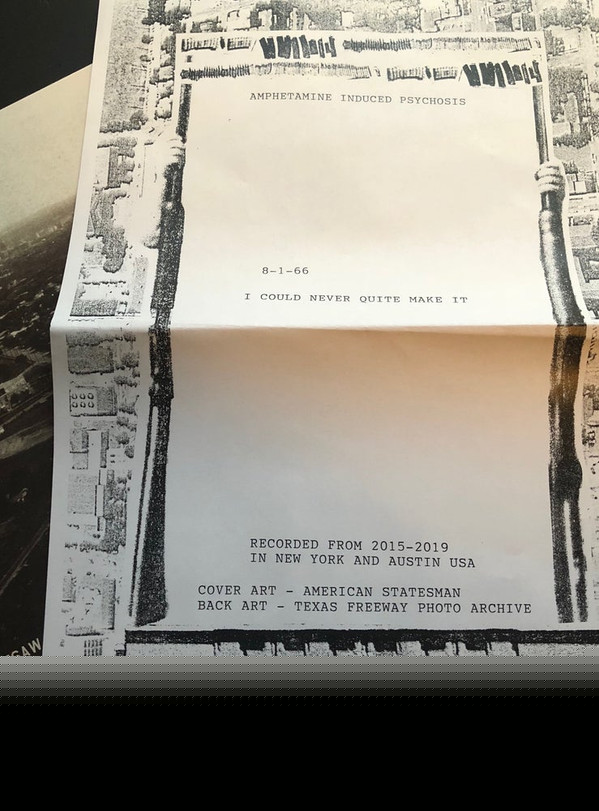 AMPHETAMINE INDUCED PSYCHOSIS
8-1-66
I COULD NEVER QUITE MAKE IT
RECORDED FROM 2015-2019
IN NEW YORK AND AUSTIN USA
COVER ART - AMERICAN STATESMAN
BACK ART - TEXAS FREEWAY PHOTO ARCHIVE